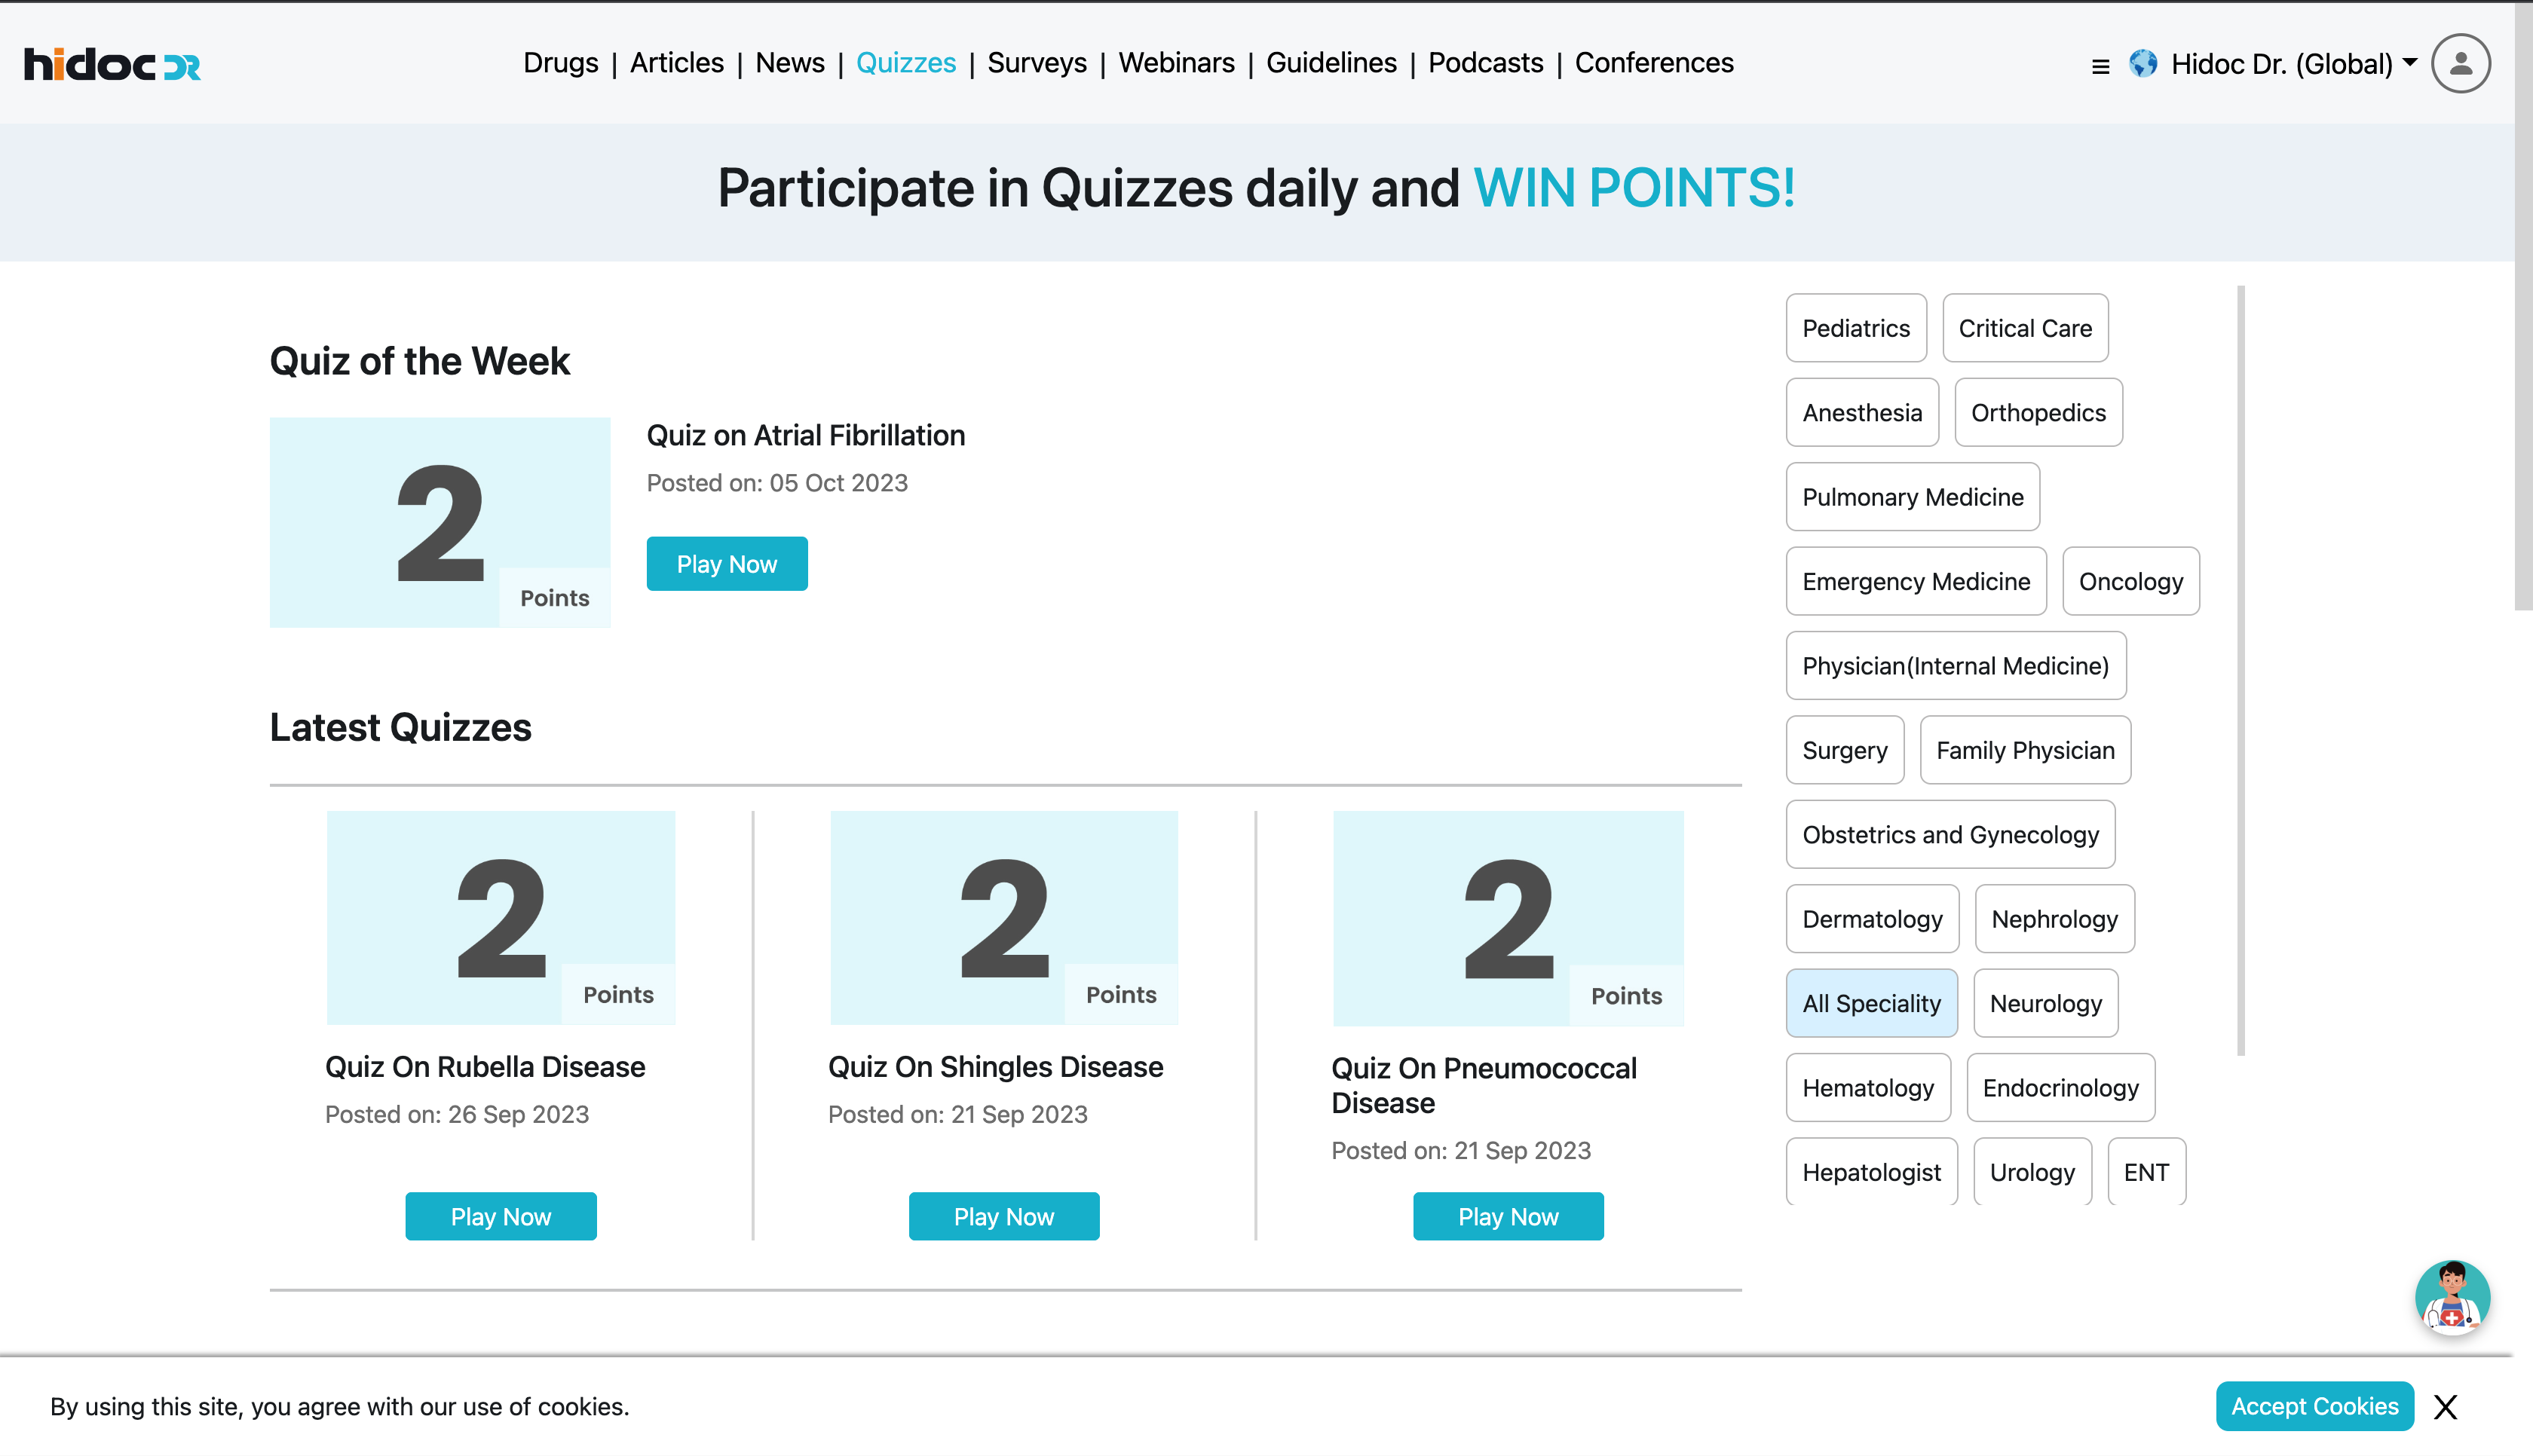 hidoc DR
Drugs | Articles | News | Quizzes | Surveys | Webinars | Guidelines | Podcasts | Conferences
Hidoc Dr. (Global)
Participate in Quizzes daily and WIN POINTS!
Quiz of the Week
2
Points
Quiz on Atrial Fibrillation
Posted on: 05 Oct 2023
Play Now
Latest Quizzes
2
Points
Quiz On Rubella Disease
Posted on: 26 Sep 2023
Play Now
2
Points
Quiz On Shingles Disease
Posted on: 21 Sep 2023
Play Now
2
Points
Quiz On Pneumococcal
Disease
Posted on: 21 Sep 2023
Play Now
Pediatrics
Critical Care
Anesthesia
Orthopedics
Pulmonary Medicine
Emergency Medicine
Oncology
Physician(Internal Medicine)
Surgery
Family Physician
Obstetrics and Gynecology
Dermatology
Nephrology
All Speciality
Neurology
Hematology
Endocrinology
Hepatologist
Urology
ENT
By using this site, you agree with our use of cookies.
Accept Cookies
X